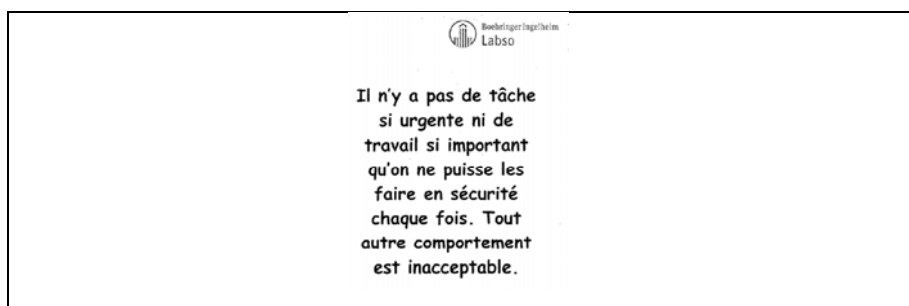 Boehringer Ingelheim
Labso
Il n'y a pas de tâche
si urgente ni de
travail si important
qu'on ne puisse les
faire en sécurité
chaque fois. Tout
autre comportement
est inacceptable.